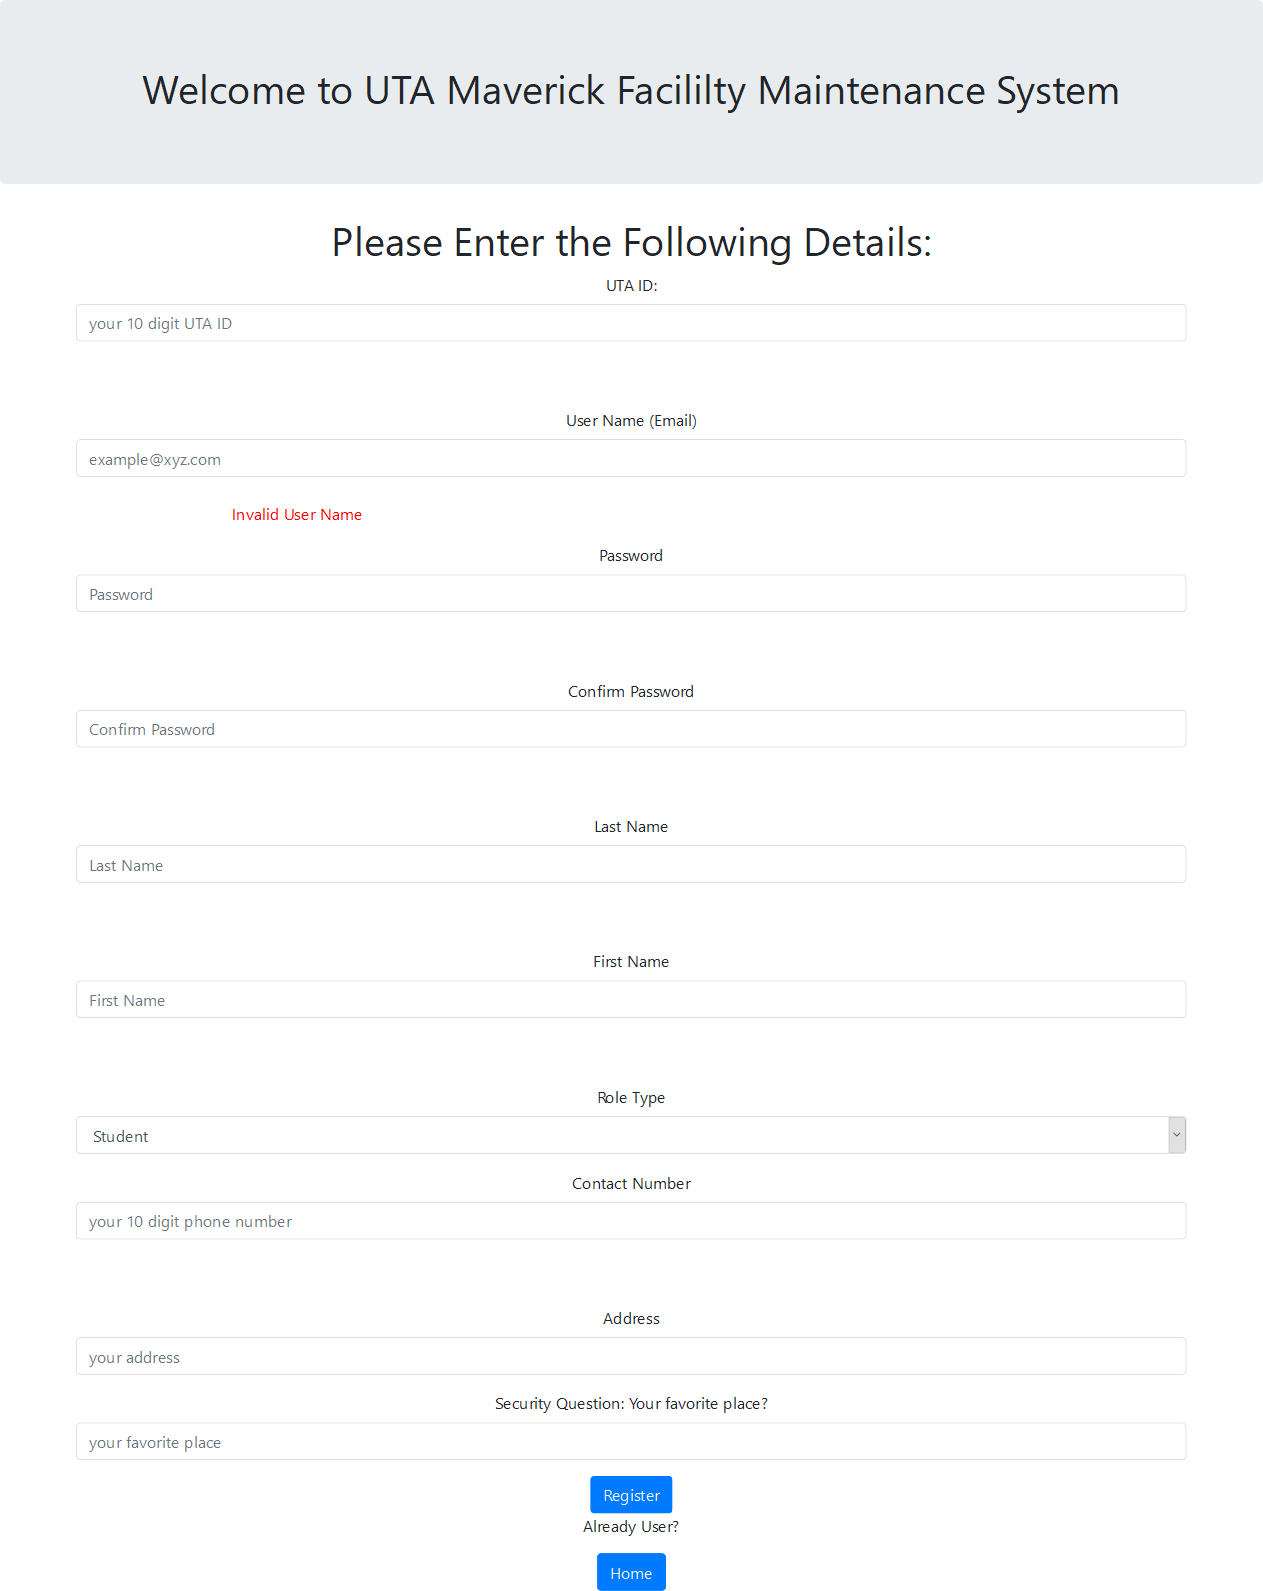 Welcome to UTA Maverick Facililty Maintenance System
Please Enter the Following Details:
UTA ID:
your 10 digit UTA ID
User Name (Email)
example@xyz.com
Invalid User Name
Password
Password
Confirm Password
Confirm Password
Last Name
Last Name
First Name
First Name
Role Type
Student
Contact Number
your 10 digit phone number
Address
your address
Security Question: Your favorite place?
your favorite place
Register
Already User?
Home